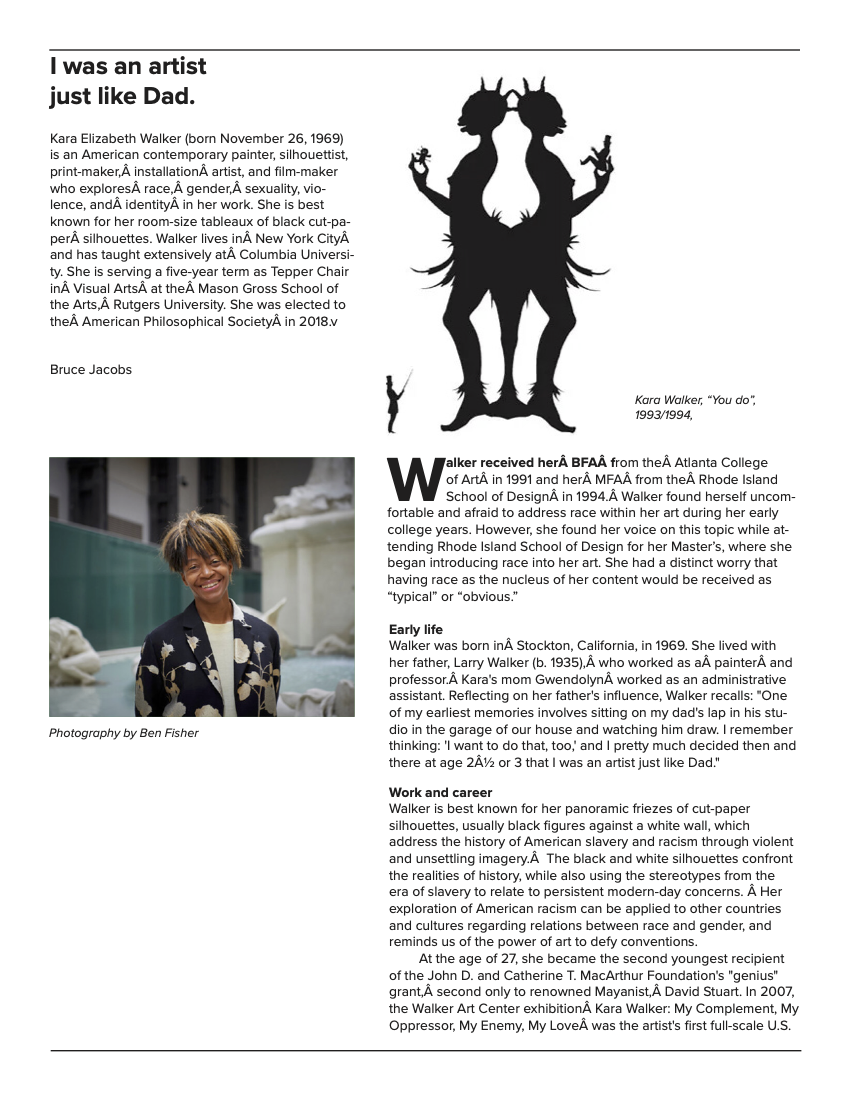 I was an artist
just like Dad.
Kara Elizabeth Walker (born November 26, 1969)
is an American contemporary painter, silhouettist,
print-maker,Â installationÂ artist, and film-maker
who exploresÂ race,Â gender,Â sexuality, vio-
lence, andÂ identityÂ in her work. She is best
known for her room-size tableaux of black cut-pa-
perÂ silhouettes. Walker lives inÂ New York CityÂ
and has taught extensively atÂ Columbia Universi-
ty. She is serving a five-year term as Tepper Chair
inÂ Visual ArtsÂ at theÂ Mason Gross School of
the Arts,Â Rutgers University. She was elected to
theÂ American Philosophical SocietyÂ in 2018.v
Bruce Jacobs
Kara Walker, “You do”,
1993/1994,
Photography by Ben Fisher
Walker received herÂ BFAÂ from theÂ Atlanta College
of ArtÂ in 1991 and herÂ MFAÂ from theÂ Rhode Island
School of DesignÂ in 1994.Â Walker found herself uncom-
fortable and afraid to address race within her art during her early
college years. However, she found her voice on this topic while at-
tending Rhode Island School of Design for her Master’s, where she
began introducing race into her art. She had a distinct worry that
having race as the nucleus of her content would be received as
“typical” or “obvious.”
Early life
Walker was born inÂ Stockton, California, in 1969. She lived with
her father, Larry Walker (b. 1935),Â who worked as aÂ painterÂ and
professor.Â Kara's mom GwendolynÂ worked as an administrative
assistant. Reflecting on her father's influence, Walker recalls: "One
of my earliest memories involves sitting on my dad's lap in his stu-
dio in the garage of our house and watching him draw. I remember
thinking: 'I want to do that, too,' and I pretty much decided then and
there at age 2Â½ or 3 that I was an artist just like Dad."
Work and career
Walker is best known for her panoramic friezes of cut-paper
silhouettes, usually black figures against a white wall, which
address the history of American slavery and racism through violent
and unsettling imagery.Â  The black and white silhouettes confront
the realities of history, while also using the stereotypes from the
era of slavery to relate to persistent modern-day concerns. Â Her
exploration of American racism can be applied to other countries
and cultures regarding relations between race and gender, and
reminds us of the power of art to defy conventions.
At the age of 27, she became the second youngest recipient
of the John D. and Catherine T. MacArthur Foundation's "genius"
grant,Â second only to renowned Mayanist,Â David Stuart. In 2007,
the Walker Art Center exhibitionÂ Kara Walker: My Complement, My
Oppressor, My Enemy, My LoveÂ was the artist's first full-scale U.S.